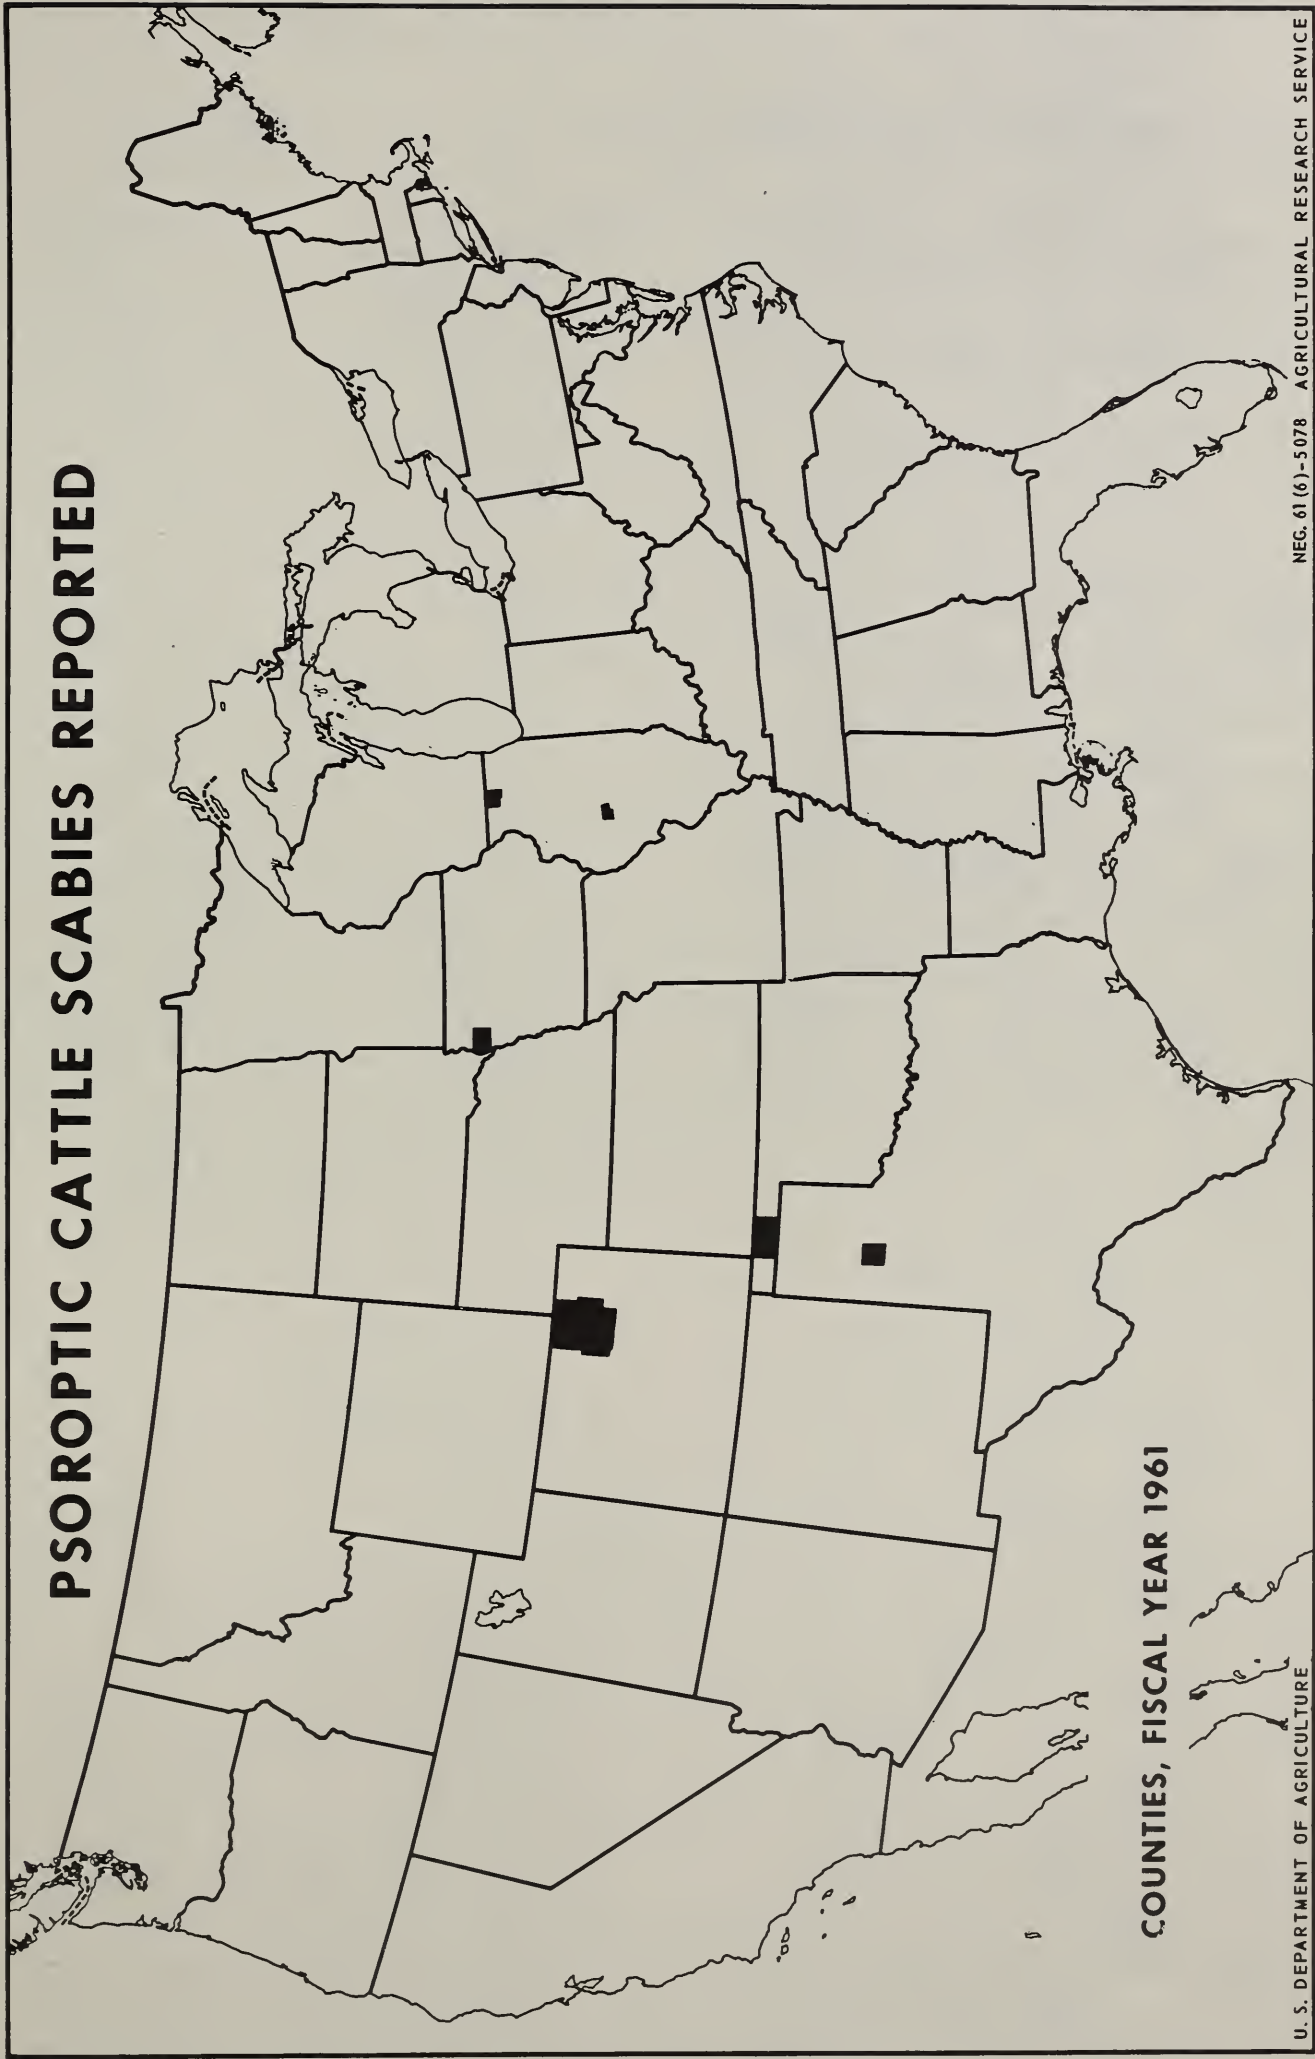 PSOROPTIC CATTLE SCABIES REPORTED
COUNTIES, FISCAL YEAR 1961
U. S. DEPARTMENT OF AGRICULTURE
NEG. 61 (6)-5078 AGRICULTURAL RESEARCH SERVICE